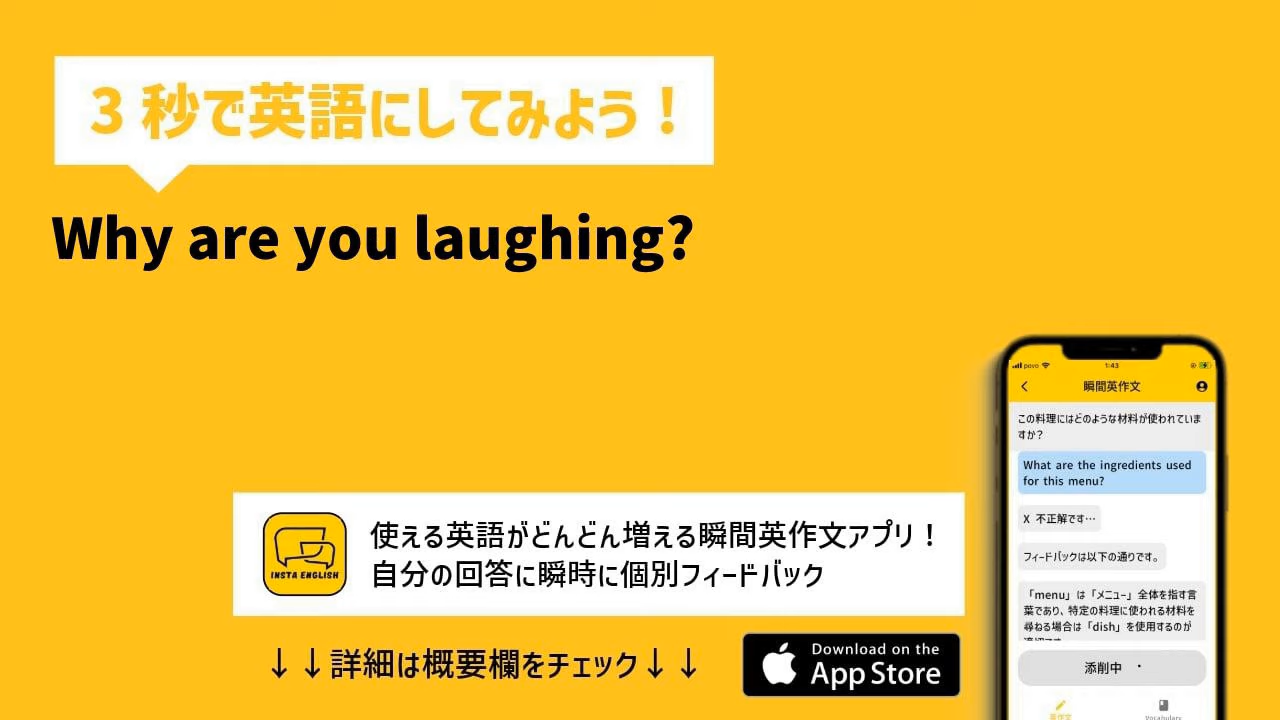 3 秒で英語にしてみよう！
Why are you laughing?
povo
1:43
瞬間英作文
この料理にはどのような材料が使われていま
すか？
What are the ingredients used
for this menu?
X 不正解です…
フィードバックは以下の通りです。
「menu」は「メニュー」全体を指す言
葉であり、特定の料理に使われる材料を
尋ねる場合は「dish」を使用するのが
添削中
英作文
Vocabulary
INSTA ENGLISH
使える英語がどんどん増える瞬間英作文アプリ！
自分の回答に瞬時に個別フィードバック
↓↓詳細は概要欄をチェック↓↓
Download on the
App Store